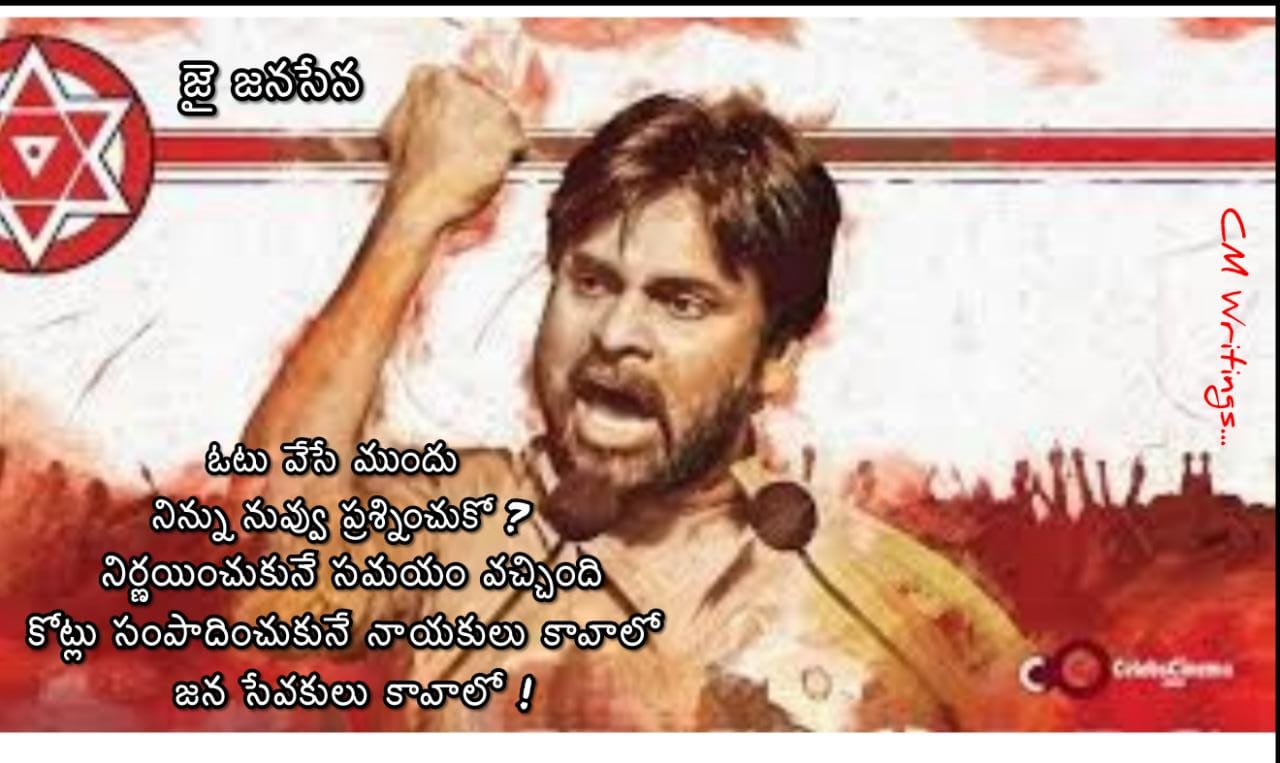 జై జనసేన
CM Writings...
ఓటు వేసే ముందు
నిన్ను నువ్వు ప్రశ్నించుకో ?
నిర్ణయించుకునే సమయం వచ్చింది
కోట్లు సంపాదించుకునే నాయకులు కావాలో
జన సేవకులు కావాలో !